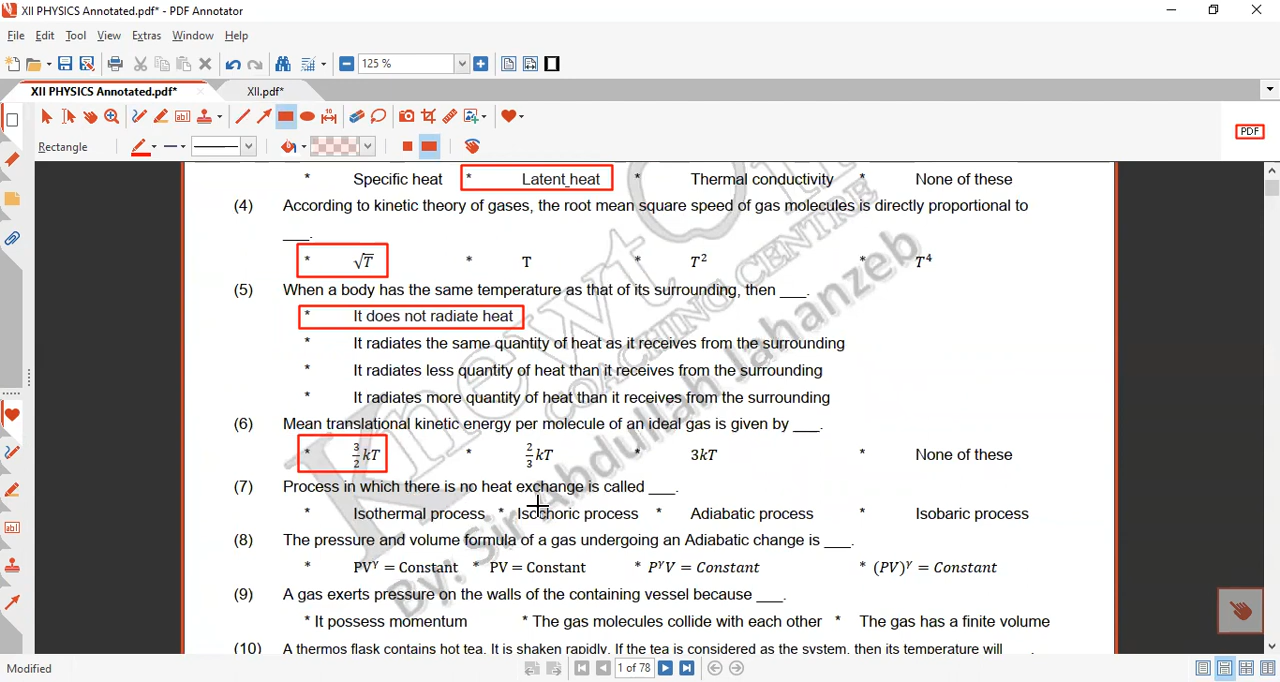 XII PHYSICS Annotated.pdf* - PDF Annotator
File Edit Tool View Extras Window Help
125 %
XII PHYSICS Annotated.pdf* XII.pdf*
PDF
Rectangle
* Specific heat * Latent heat * Thermal conductivity * None of these
(4) According to kinetic theory of gases, the root mean square speed of gas molecules is directly proportional to
___.
* √T * T * T² * T⁴
(5) When a body has the same temperature as that of its surrounding, then ___.
* It does not radiate heat
* It radiates the same quantity of heat as it receives from the surrounding
* It radiates less quantity of heat than it receives from the surrounding
* It radiates more quantity of heat than it receives from the surrounding
(6) Mean translational kinetic energy per molecule of an ideal gas is given by ___.
* 3/2 kT * 2/3 kT * 3kT * None of these
(7) Process in which there is no heat exchange is called ___.
* Isothermal process * Isochoric process * Adiabatic process * Isobaric process
(8) The pressure and volume formula of a gas undergoing an Adiabatic change is ___.
* PV^γ = Constant * PV = Constant * P^γV = Constant * (PV)^γ = Constant
(9) A gas exerts pressure on the walls of the containing vessel because ___.
* It possess momentum * The gas molecules collide with each other * The gas has a finite volume
(10) A thermos flask contains hot tea. It is shaken rapidly. If the tea is considered as the system, then its temperature will ___
Knewton
COACHING CENTRE
By: Sir Abdullah Jahanzeb
Modified 1 of 78